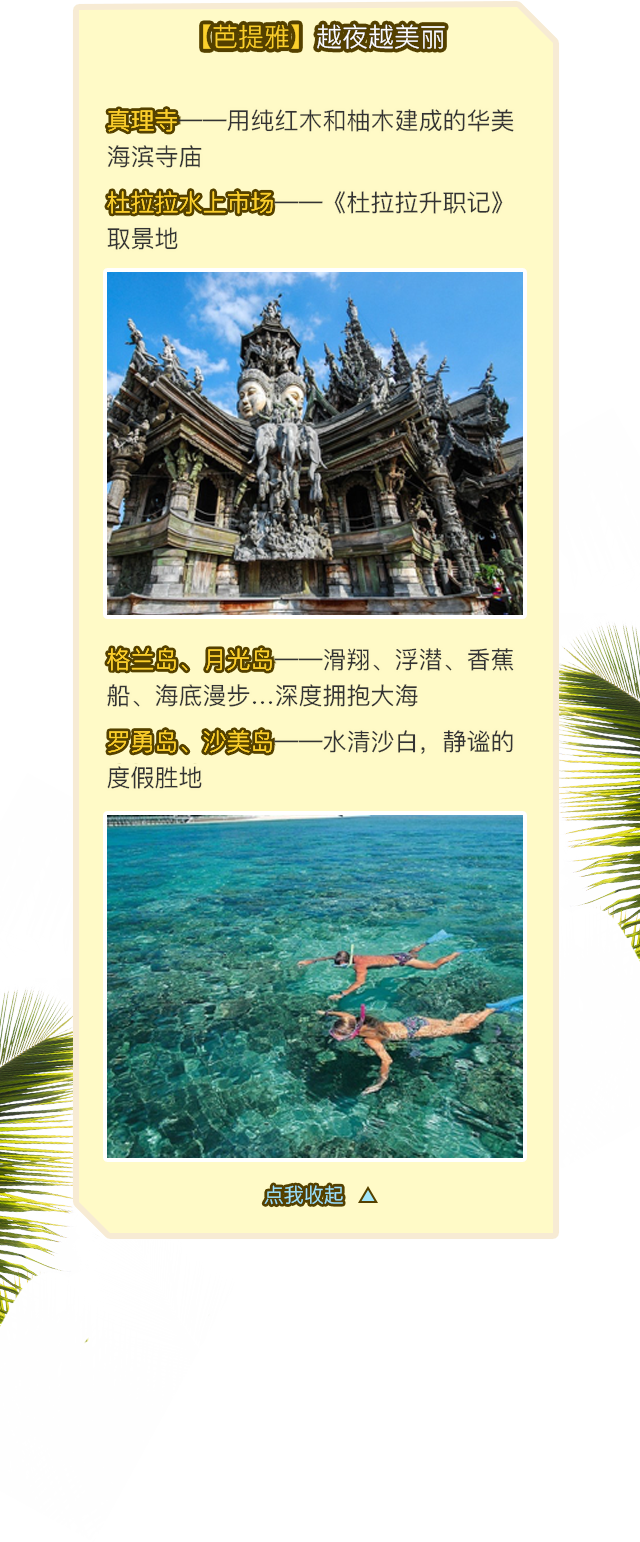 【芭提雅】越夜越美丽
真理寺——用纯红木和柚木建成的华美
海滨寺庙
杜拉拉水上市场——《杜拉拉升职记》
取景地
格兰岛、月光岛——滑翔、浮潜、香蕉
船、海底漫步...深度拥抱大海
罗勇岛、沙美岛——水清沙白，静谧的
度假胜地
点我收起